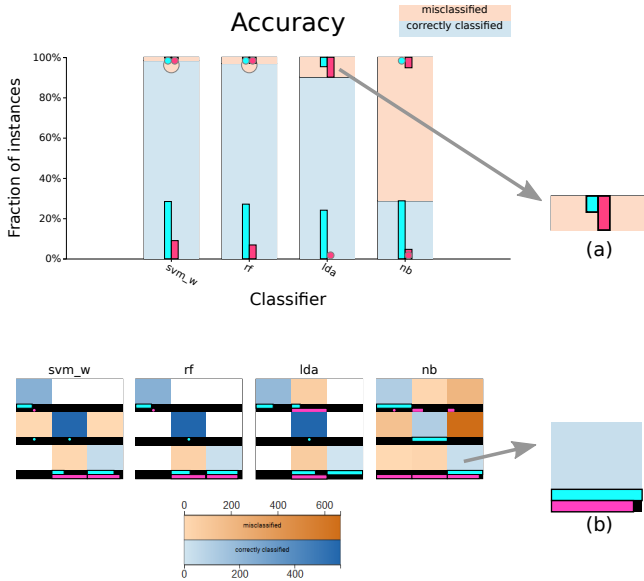 Accuracy
misclassified
correctly classified
Fraction of instances
100%
80%
60%
40%
20%
0%
svm_w
rf
lda
nb
Classifier
(a)
svm_w
rf
lda
nb
(b)
0
200
400
600
misclassified
correctly classified
0
200
400